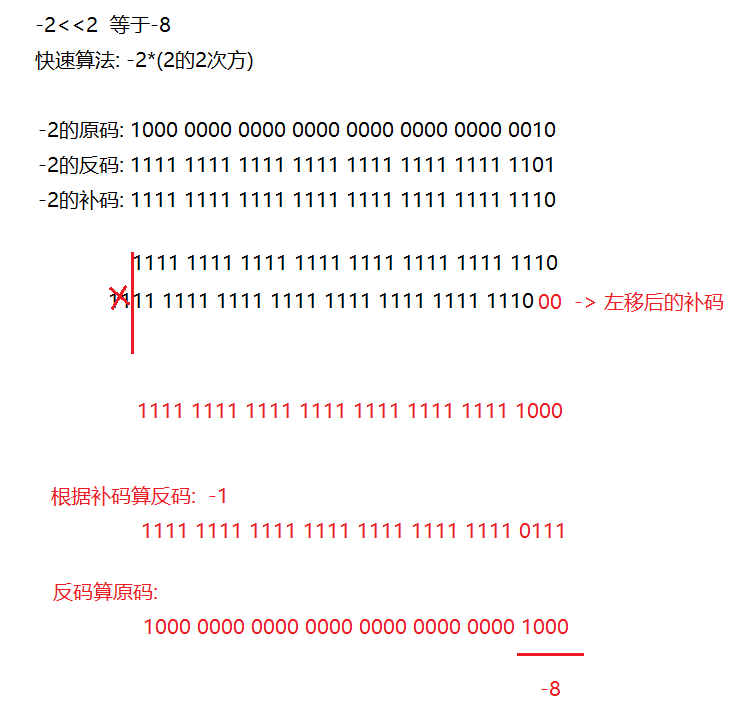 -2<<2 等于-8
快速算法: -2*(2的2次方)
-2的原码: 1000 0000 0000 0000 0000 0000 0000 0010
-2的反码: 1111 1111 1111 1111 1111 1111 1111 1101
-2的补码: 1111 1111 1111 1111 1111 1111 1111 1110
1111 1111 1111 1111 1111 1111 1111 1110
1111 1111 1111 1111 1111 1111 1111 1110 00 -> 左移后的补码
1111 1111 1111 1111 1111 1111 1111 1000
根据补码算反码: -1
1111 1111 1111 1111 1111 1111 1111 0111
反码算原码:
1000 0000 0000 0000 0000 0000 0000 1000
-8